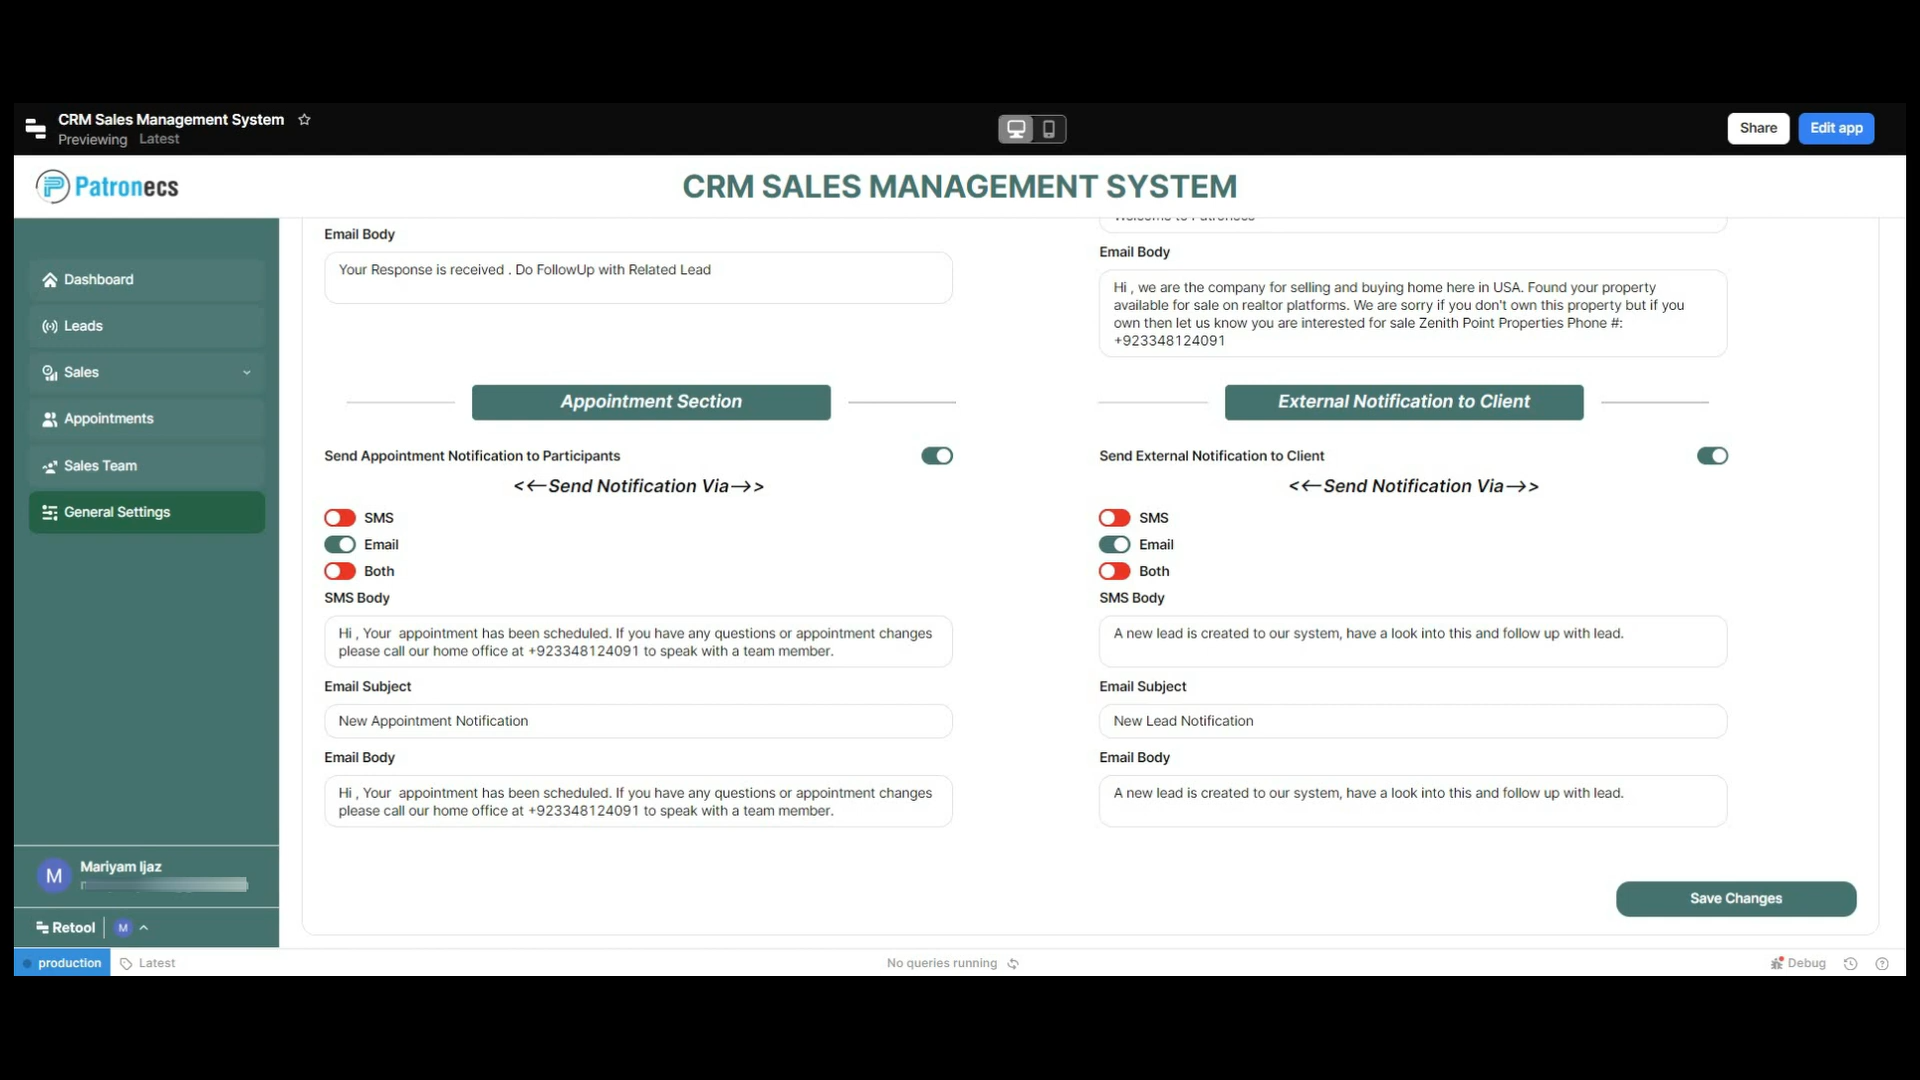 CRM Sales Management System
Previewing Latest
Share
Edit app
Patronecs
CRM SALES MANAGEMENT SYSTEM
Dashboard
Leads
Sales
Appointments
Sales Team
General Settings
Mariyam Ijaz
M
Retool
M
Email Body
Your Response is received . Do FollowUp with Related Lead
Appointment Section
Send Appointment Notification to Participants
<<--Send Notification Via-->>
SMS
Email
Both
SMS Body
Hi , Your  appointment has been scheduled. If you have any questions or appointment changes
please call our home office at +923348124091 to speak with a team member.
Email Subject
New Appointment Notification
Email Body
Hi , Your  appointment has been scheduled. If you have any questions or appointment changes
please call our home office at +923348124091 to speak with a team member.
Welcome to Patronecs
Email Body
Hi , we are the company for selling and buying home here in USA. Found your property
available for sale on realtor platforms. We are sorry if you don't own this property but if you
own then let us know you are interested for sale Zenith Point Properties Phone #:
+923348124091
External Notification to Client
Send External Notification to Client
<<--Send Notification Via-->>
SMS
Email
Both
SMS Body
A new lead is created to our system, have a look into this and follow up with lead.
Email Subject
New Lead Notification
Email Body
A new lead is created to our system, have a look into this and follow up with lead.
Save Changes
production
Latest
No queries running
Debug